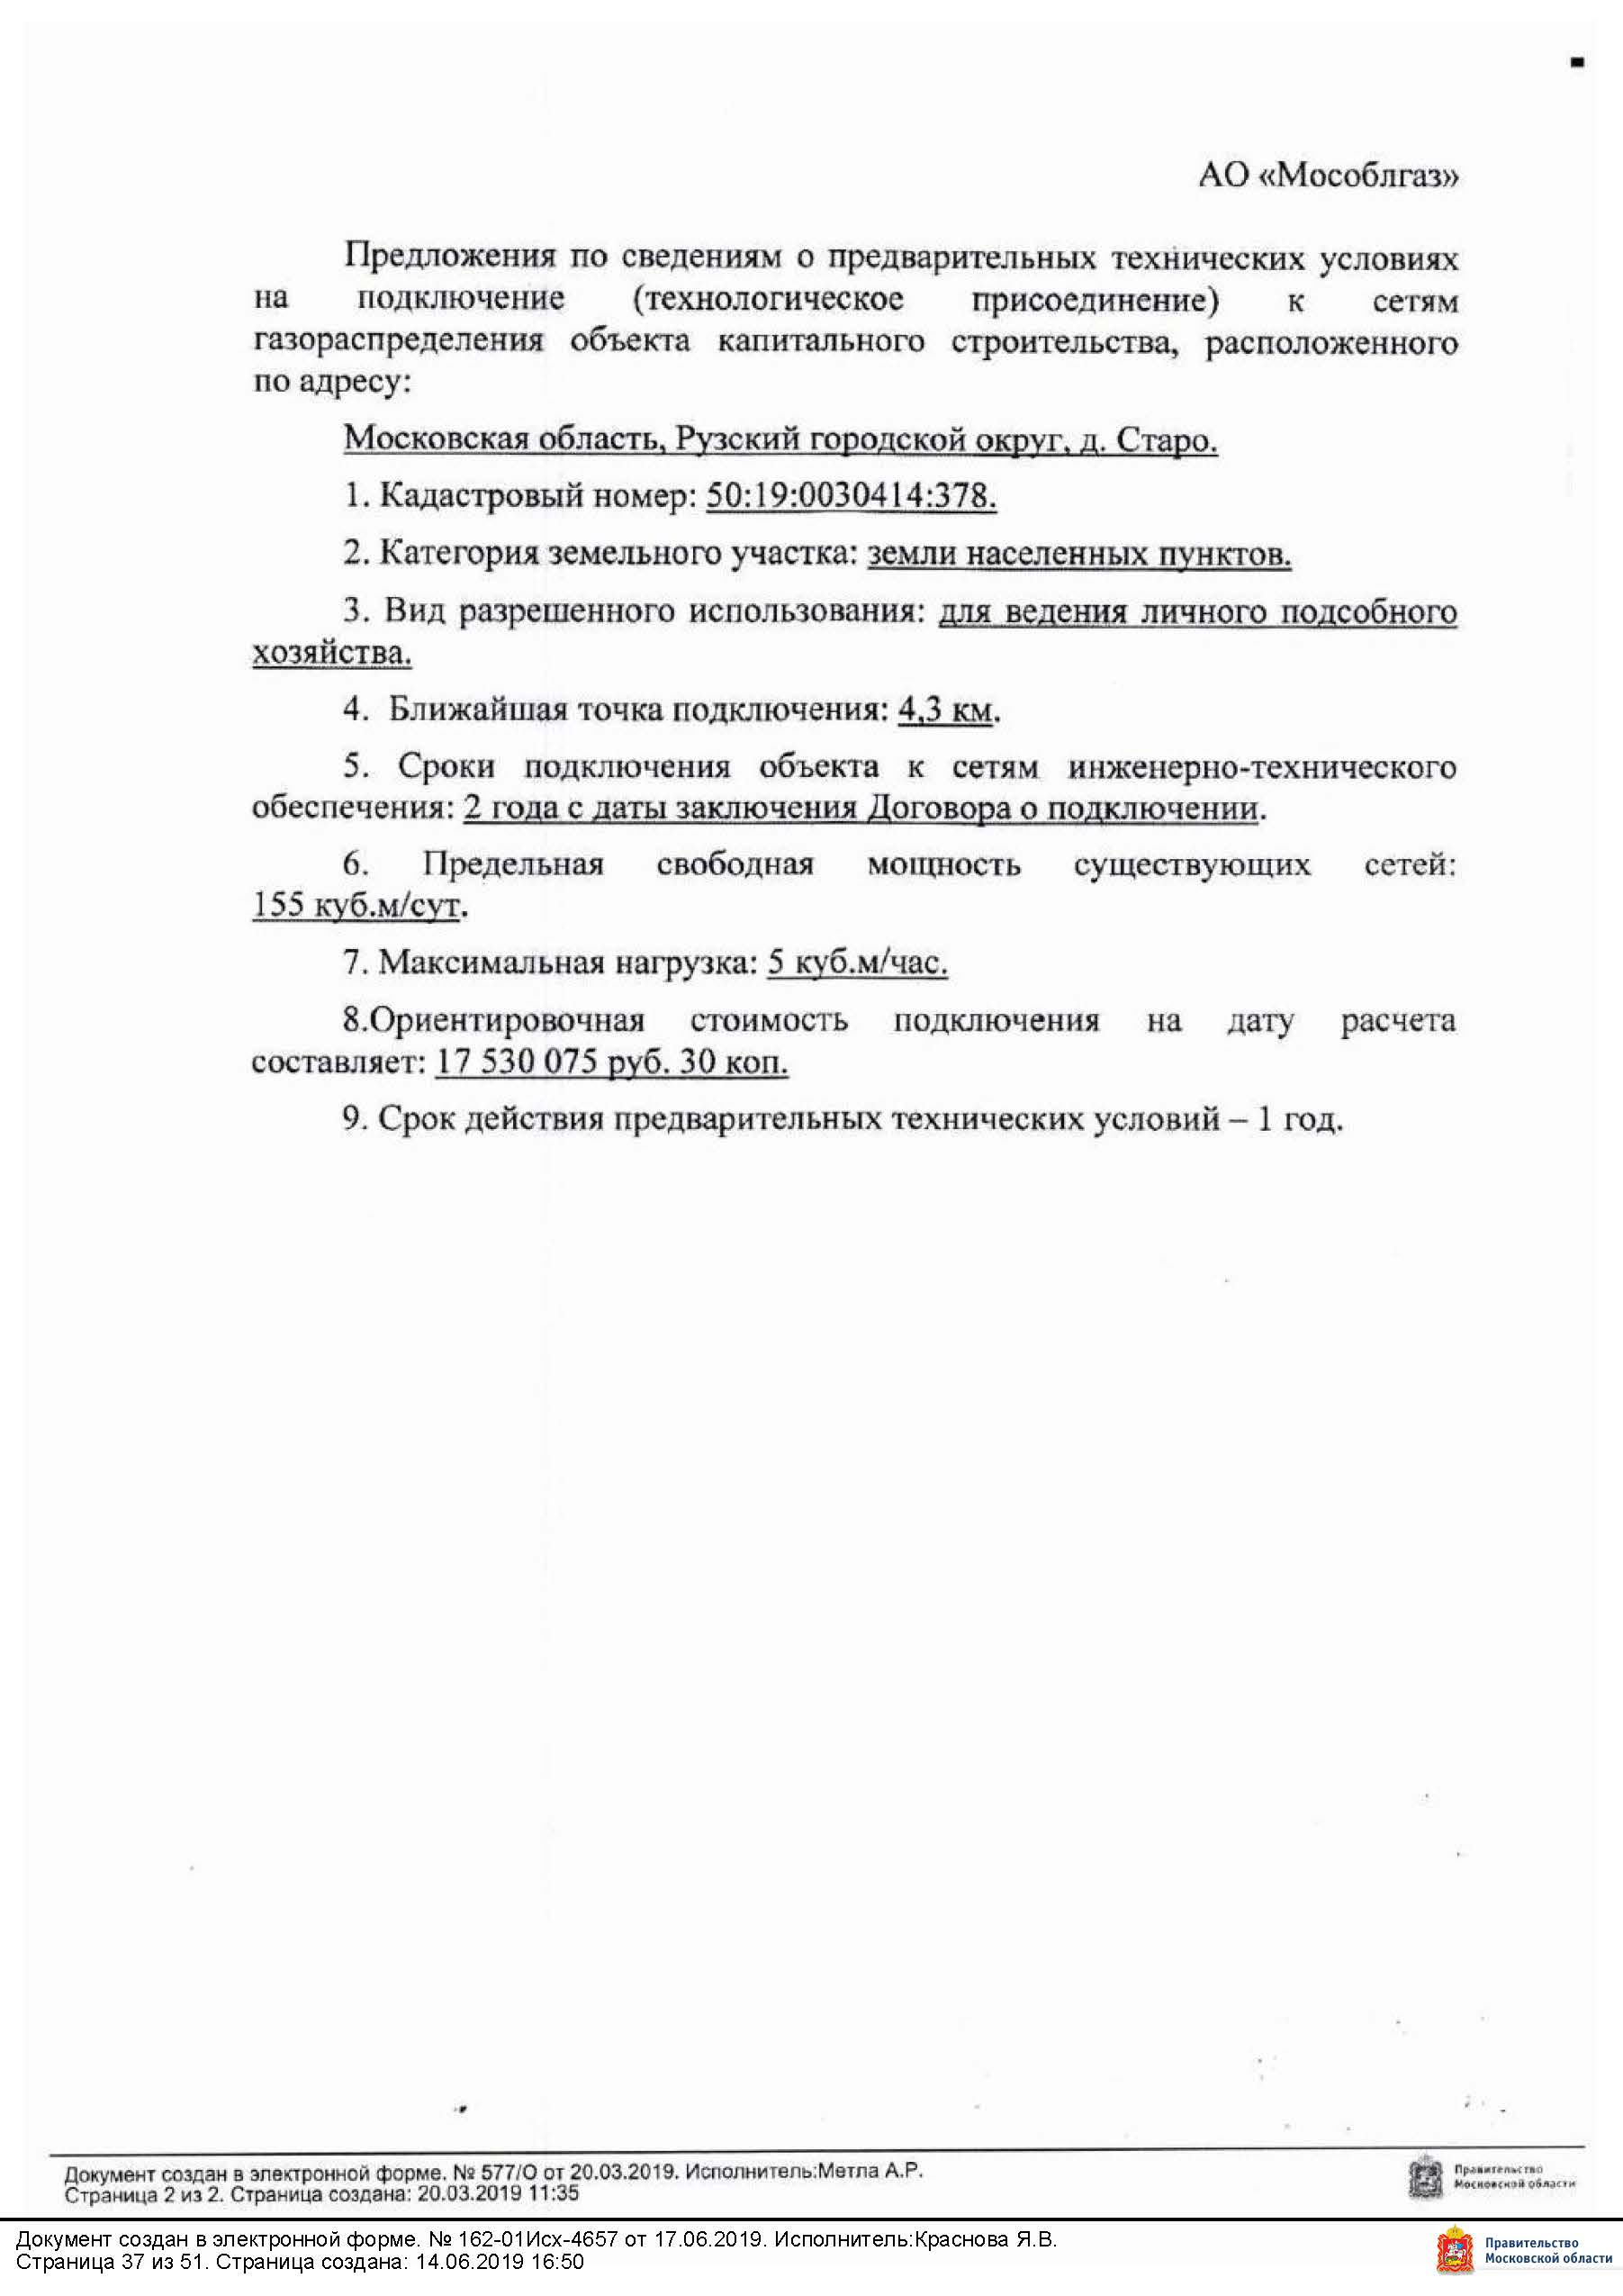 АО «Мособлгаз»
Предложения по сведениям о предварительных технических условиях
на подключение (технологическое присоединение) к сетям
газораспределения объекта капитального строительства, расположенного
по адресу:
Московская область, Рузский городской округ, д. Старо.
1. Кадастровый номер: 50:19:0030414:378.
2. Категория земельного участка: земли населенных пунктов.
3. Вид разрешенного использования: для ведения личного подсобного
хозяйства.
4. Ближайшая точка подключения: 4,3 км.
5. Сроки подключения объекта к сетям инженерно-технического
обеспечения: 2 года с даты заключения Договора о подключении.
6. Предельная свободная мощность существующих сетей:
155 куб.м/сут.
7. Максимальная нагрузка: 5 куб.м/час.
8.Ориентировочная стоимость подключения на дату расчета
составляет: 17 530 075 руб. 30 коп.
9. Срок действия предварительных технических условий – 1 год.
Документ создан в электронной форме. № 577/О от 20.03.2019. Исполнитель:Метла А.Р.
Страница 2 из 2. Страница создана: 20.03.2019 11:35
Правительство
Московской области
Документ создан в электронной форме. № 162-01Исх-4657 от 17.06.2019. Исполнитель:Краснова Я.В.
Страница 37 из 51. Страница создана: 14.06.2019 16:50
Правительство
Московской области